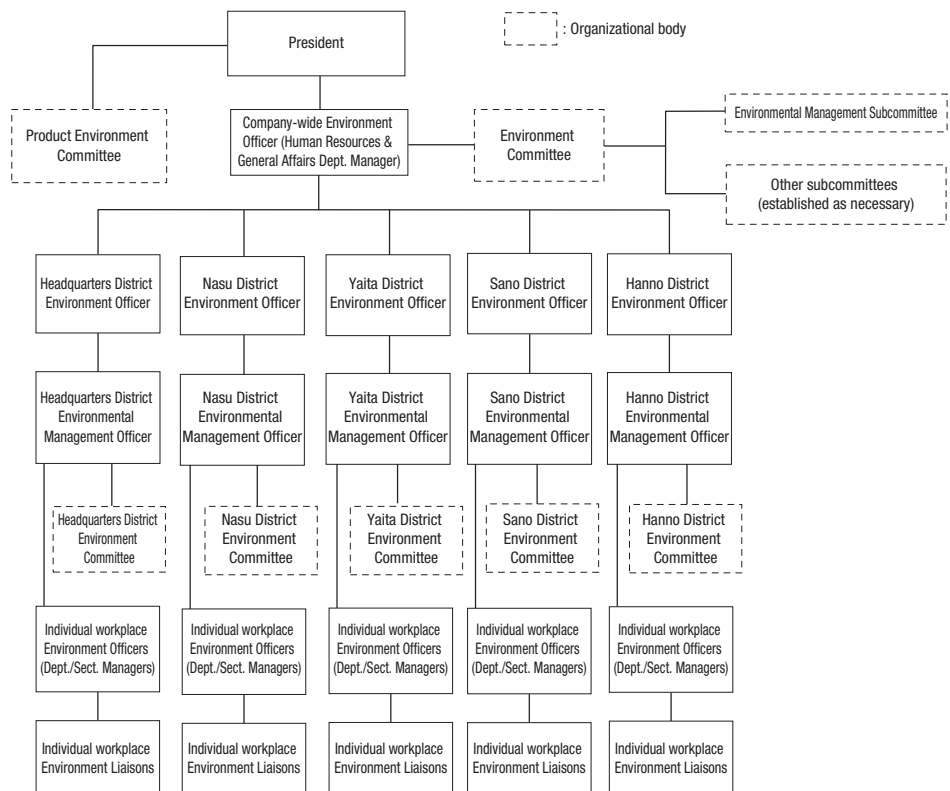 President
: Organizational body
Product Environment
Committee
Company-wide Environment
Officer (Human Resources &
General Affairs Dept. Manager)
Environment
Committee
Environmental Management Subcommittee
Other subcommittees
(established as necessary)
Headquarters District
Environment Officer
Nasu District
Environment Officer
Yaita District
Environment Officer
Sano District
Environment Officer
Hanno District
Environment Officer
Headquarters District
Environmental
Management Officer
Nasu District
Environmental
Management Officer
Yaita District
Environmental
Management Officer
Sano District
Environmental
Management Officer
Hanno District
Environmental
Management Officer
Headquarters District
Environment
Committee
Nasu District
Environment
Committee
Yaita District
Environment
Committee
Sano District
Environment
Committee
Hanno District
Environment
Committee
Individual workplace
Environment Officers
(Dept./Sect. Managers)
Individual workplace
Environment Officers
(Dept./Sect. Managers)
Individual workplace
Environment Officers
(Dept./Sect. Managers)
Individual workplace
Environment Officers
(Dept./Sect. Managers)
Individual workplace
Environment Officers
(Dept./Sect. Managers)
Individual workplace
Environment Liaisons
Individual workplace
Environment Liaisons
Individual workplace
Environment Liaisons
Individual workplace
Environment Liaisons
Individual workplace
Environment Liaisons